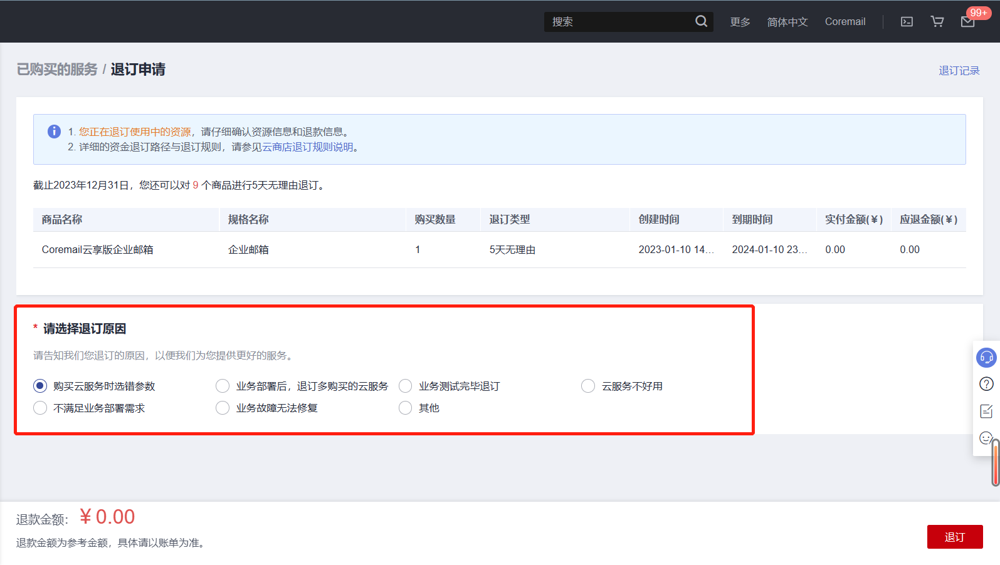 搜索
更多
简体中文
Coremail
99+
已购买的服务 / 退订申请
退订记录
1. 您正在退订使用中的资源，请仔细确认资源信息和退款信息。
2. 详细的资金退订路径与退订规则，请参见云商店退订规则说明。
截止2023年12月31日，您还可以对 9 个商品进行5天无理由退订。
商品名称 规格名称 购买数量 退订类型 创建时间 到期时间 实付金额(¥) 应退金额(¥)
Coremail云享版企业邮箱 企业邮箱 1 5天无理由 2023-01-10 14... 2024-01-10 23... 0.00 0.00
* 请选择退订原因
请告知我们您退订的原因，以便我们为您提供更好的服务。
购买云服务时选错参数 业务部署后，退订多购买的云服务 业务测试完毕退订 云服务不好用
不满足业务部署需求 业务故障无法修复 其他
退款金额： ¥ 0.00
退款金额为参考金额，具体请以账单为准。
退订